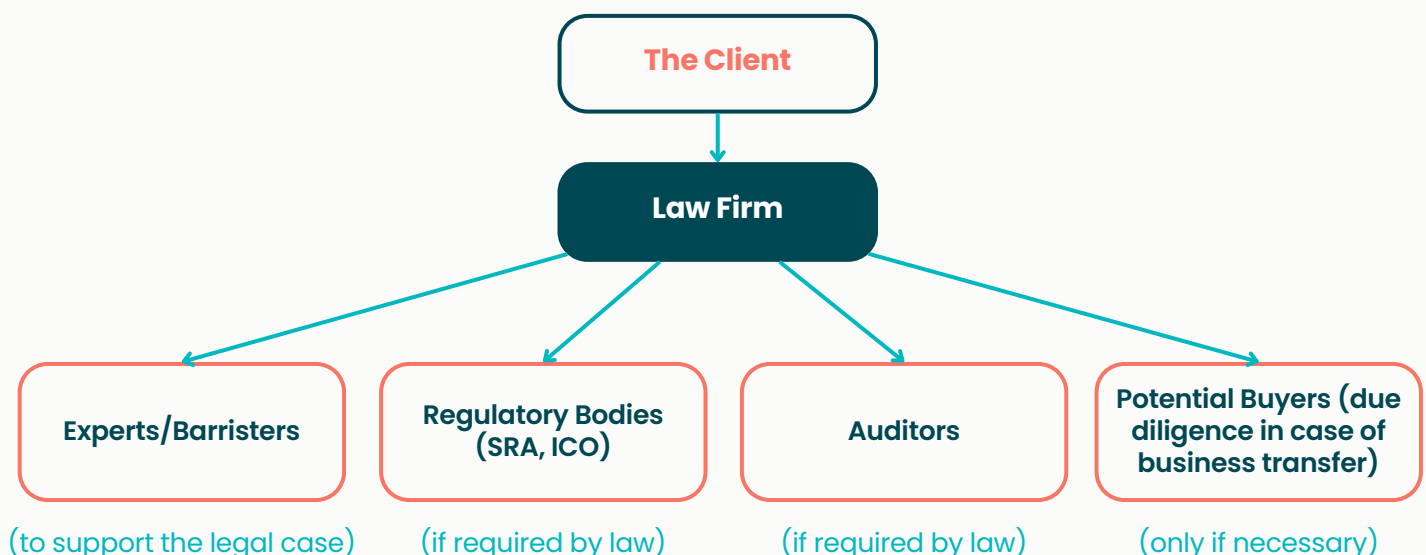 The Client
Law Firm
Experts/Barristers
Regulatory Bodies
(SRA, ICO)
Auditors
Potential Buyers (due
diligence in case of
business transfer)
(to support the legal case)
(if required by law)
(if required by law)
(only if necessary)